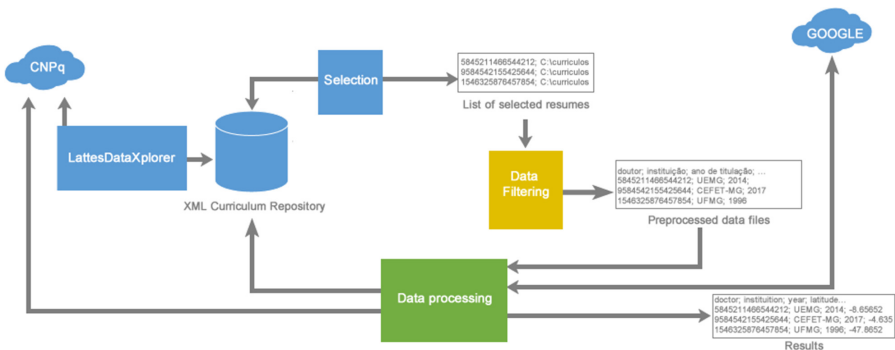 CNPq
GOOGLE
Selection
5845211466544212; C:\curriculos
9584542155425644; C:\curriculos
1546325876457854; C:\curriculos
List of selected resumes
LattesDataXplorer
XML Curriculum Repository
Data
Filtering
doutor; instituição; ano de titulação; ...
5845211466544212; UEMG; 2014;
9584542155425644; CEFET-MG; 2017
1546325876457854; UFMG; 1996
Preprocessed data files
Data processing
doctor; instituition; year; latitude...
5845211466544212; UEMG; 2014; -8.65652
9584542155425644; CEFET-MG; 2017; -4.635
1546325876457854; UFMG; 1996; -47.8652
Results